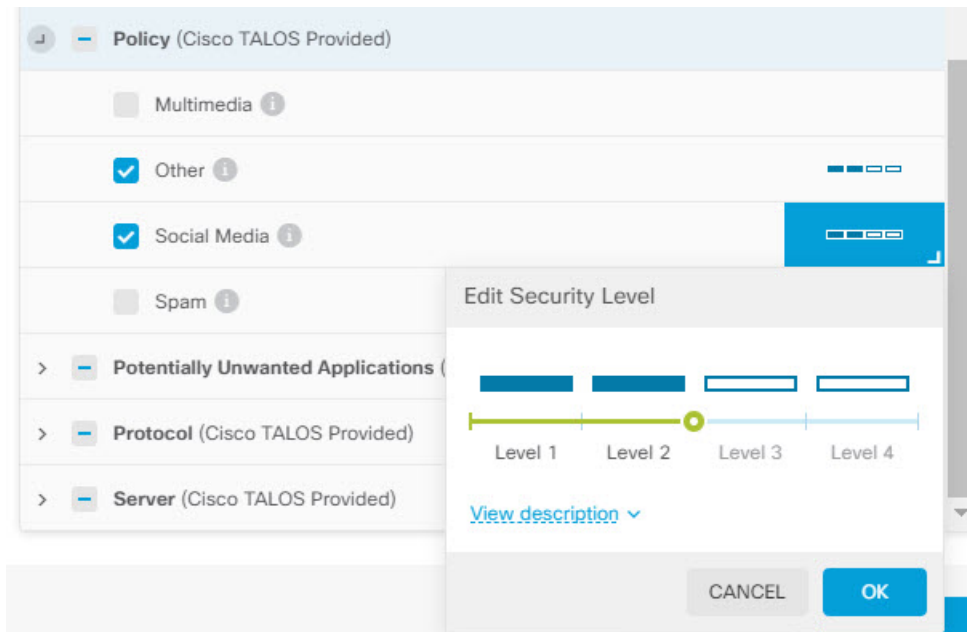 Policy (Cisco TALOS Provided)
Multimedia
Other
Social Media
Spam
Edit Security Level
Potentially Unwanted Applications (
Level 1 Level 2 Level 3 Level 4
Protocol (Cisco TALOS Provided)
Server (Cisco TALOS Provided)
View description
CANCEL OK